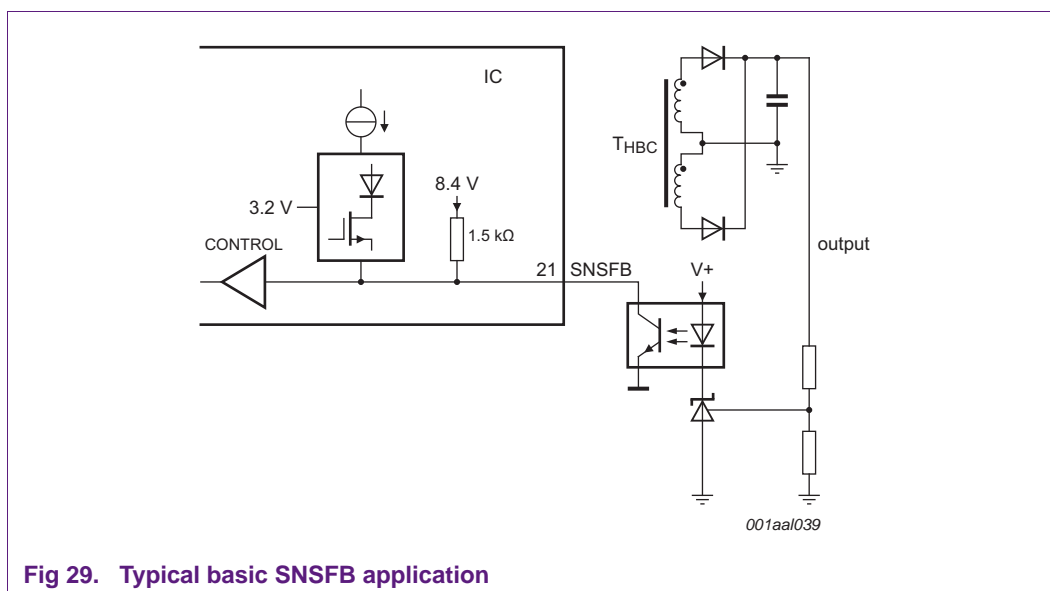 IC
T_HBC
8.4 V
3.2 V
1.5 kΩ
output
CONTROL
21 SNSFB
V+
001aal039
Fig 29. Typical basic SNSFB application